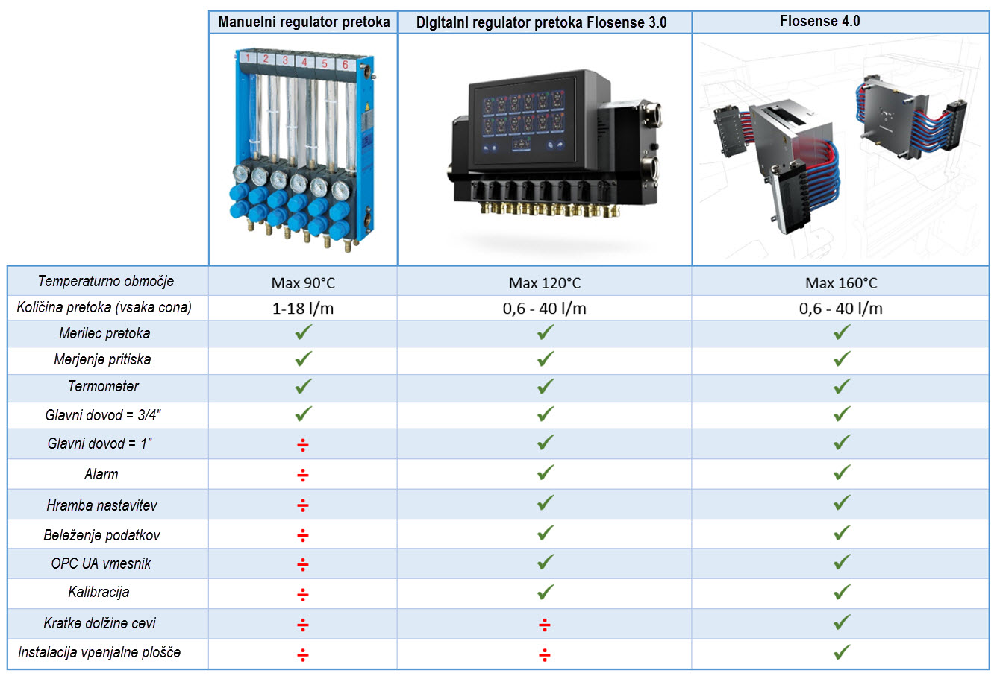 Manuelni regulator pretoka
Digitalni regulator pretoka Flosense 3.0
Flosense 4.0
1 2 3 4 5 6
Temperaturno območje Max 90°C Max 120°C Max 160°C
Količina pretoka (vsaka cona) 1-18 l/m 0,6 - 40 l/m 0,6 - 40 l/m
Merilec pretoka ✓ ✓ ✓
Merjenje pritiska ✓ ✓ ✓
Termometer ✓ ✓ ✓
Glavni dovod = 3/4" ✓ ✓ ✓
Glavni dovod = 1" ÷ ✓ ✓
Alarm ÷ ✓ ✓
Hramba nastavitev ÷ ✓ ✓
Beleženje podatkov ÷ ✓ ✓
OPC UA vmesnik ÷ ✓ ✓
Kalibracija ÷ ✓ ✓
Kratke dolžine cevi ÷ ÷ ✓
Instalacija vpenjalne plošče ÷ ÷ ✓